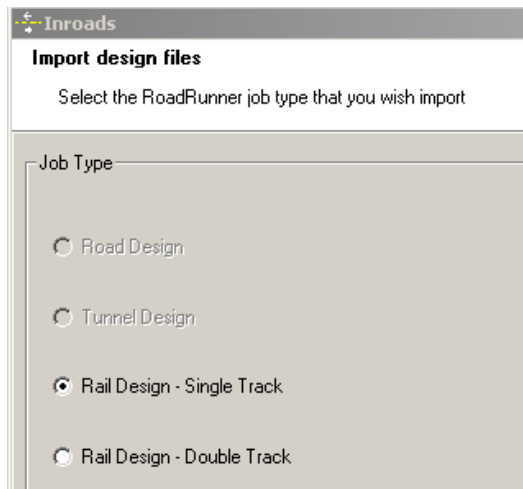 Inroads
Import design files
Select the RoadRunner job type that you wish import
Job Type
Road Design
Tunnel Design
Rail Design - Single Track
Rail Design - Double Track